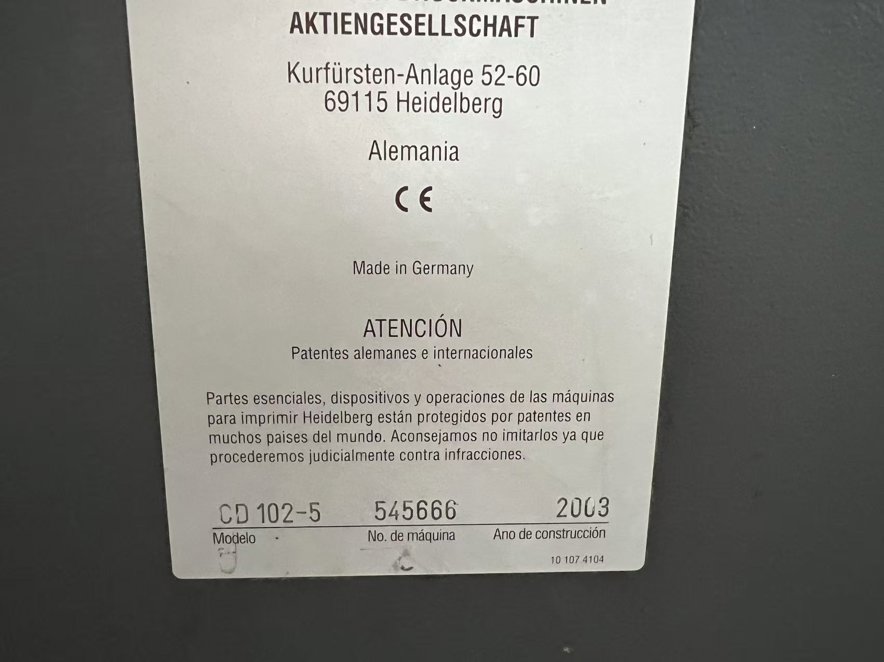 AKTIENGESELLSCHAFT
Kurfürsten-Anlage 52-60
69115 Heidelberg
Alemania
CE
Made in Germany
ATENCIÓN
Patentes alemanes e internacionales
Partes esenciales, dispositivos y operaciones de las máquinas
para imprimir Heidelberg están protegidos por patentes en
muchos paises del mundo. Aconsejamos no imitarlos ya que
procederemos judicialmente contra infracciones.
CD 102-5 545666 2003
Modelo No. de máquina Ano de construcción
10 107 4104